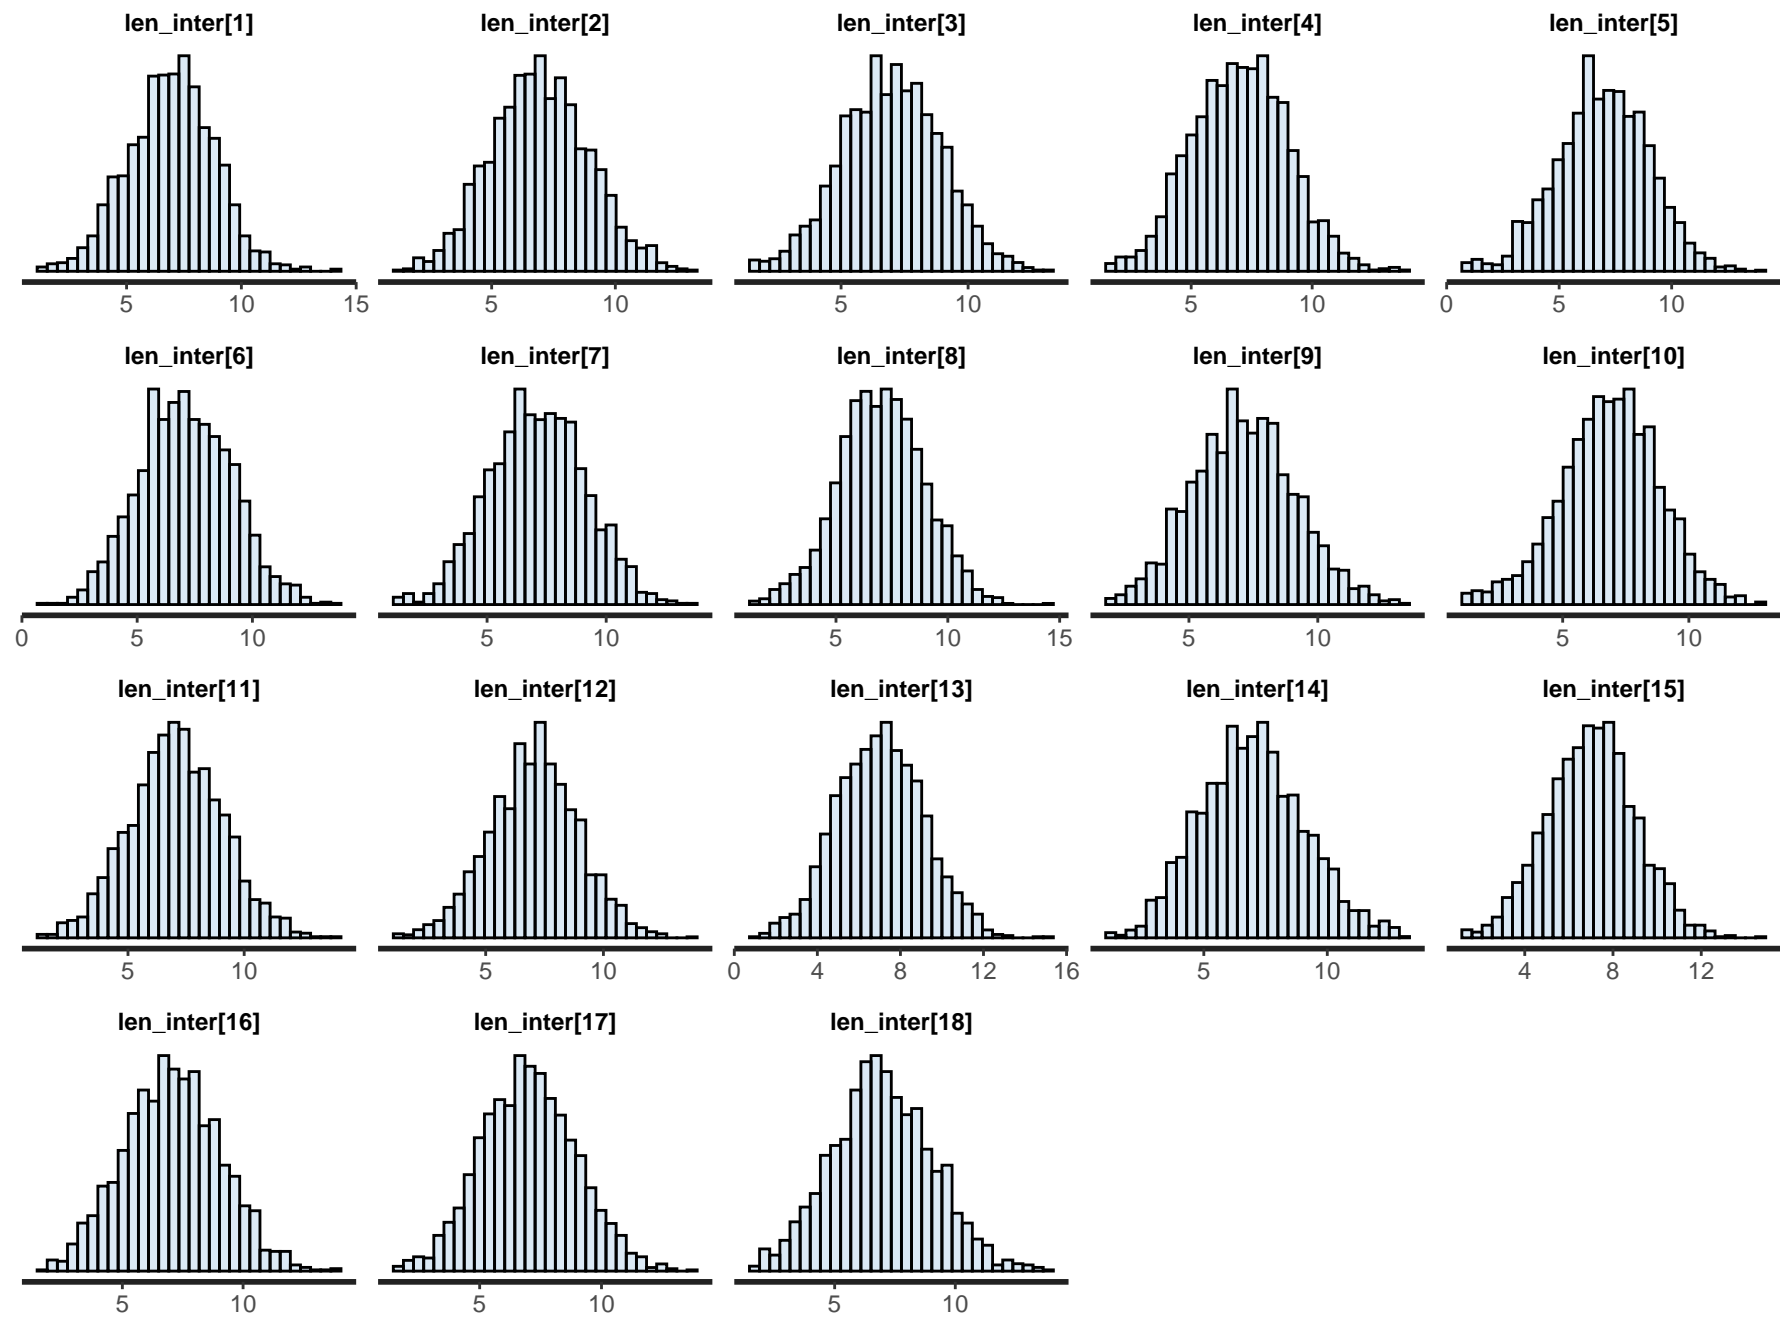 len_inter[1] len_inter[2] len_inter[3] len_inter[4] len_inter[5]
5 10 15 5 10 5 10 5 10 0 5 10
len_inter[6] len_inter[7] len_inter[8] len_inter[9] len_inter[10]
0 5 10 5 10 5 10 15 5 10 5 10
len_inter[11] len_inter[12] len_inter[13] len_inter[14] len_inter[15]
5 10 5 10 0 4 8 12 16 5 10 4 8 12
len_inter[16] len_inter[17] len_inter[18]
5 10 5 10 5 10